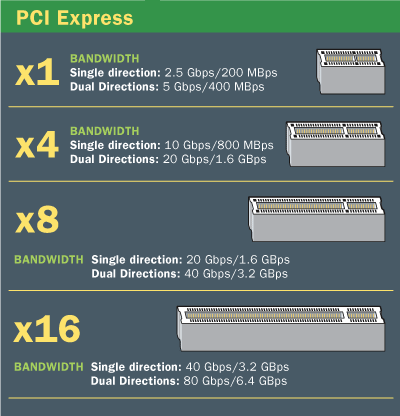 PCI Express
x1
BANDWIDTH
Single direction: 2.5 Gbps/200 MBps
Dual Directions: 5 Gbps/400 MBps
x4
BANDWIDTH
Single direction: 10 Gbps/800 MBps
Dual Directions: 20 Gbps/1.6 GBps
x8
BANDWIDTH Single direction: 20 Gbps/1.6 GBps
Dual Directions: 40 Gbps/3.2 GBps
x16
BANDWIDTH Single direction: 40 Gbps/3.2 GBps
Dual Directions: 80 Gbps/6.4 GBps